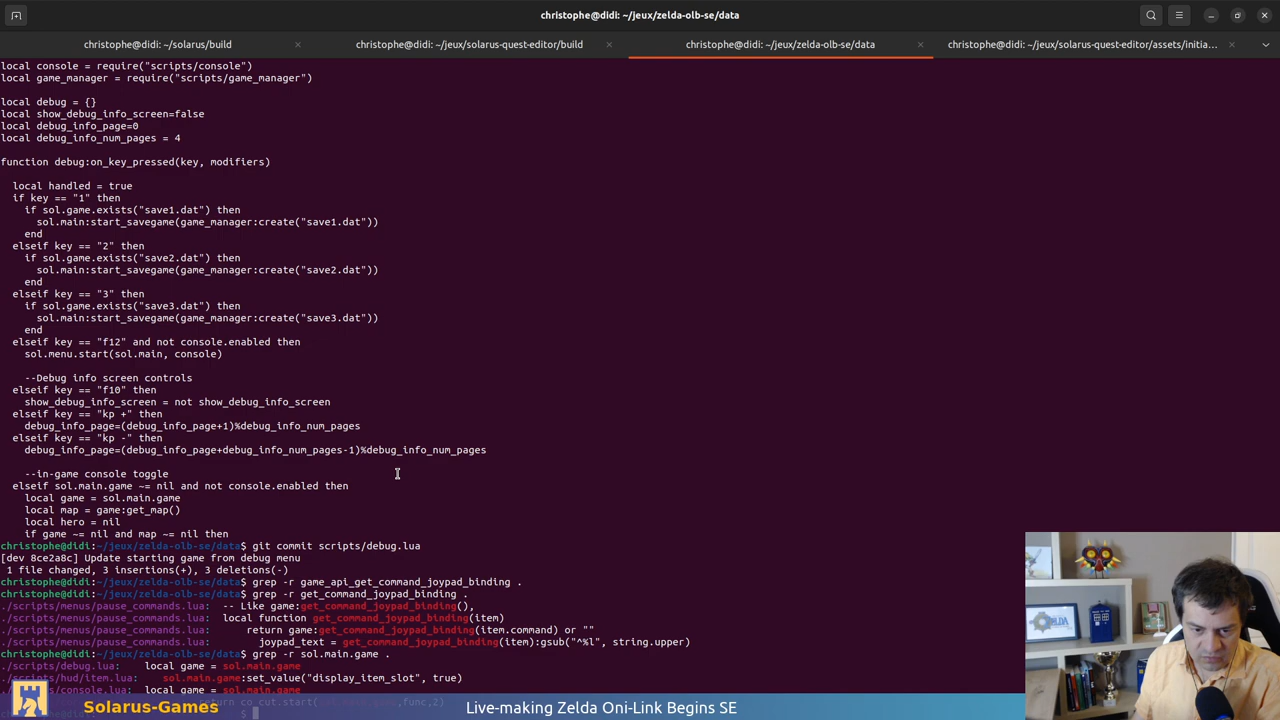 christophe@didi: ~/jeux/zelda-olb-se/data
christophe@didi: ~/solarus/build
christophe@didi: ~/jeux/solarus-quest-editor/build
christophe@didi: ~/jeux/zelda-olb-se/data
christophe@didi: ~/jeux/solarus-quest-editor/assets/initia...
local console = require("scripts/console")
local game_manager = require("scripts/game_manager")
local debug = {}
local show_debug_info_screen=false
local debug_info_page=0
local debug_info_num_pages = 4
function debug:on_key_pressed(key, modifiers)
local handled = true
if key == "1" then
if sol.game.exists("save1.dat") then
sol.main:start_savegame(game_manager:create("save1.dat"))
end
elseif key == "2" then
if sol.game.exists("save2.dat") then
sol.main:start_savegame(game_manager:create("save2.dat"))
end
elseif key == "3" then
if sol.game.exists("save3.dat") then
sol.main:start_savegame(game_manager:create("save3.dat"))
end
elseif key == "f12" and not console.enabled then
sol.menu.start(sol.main, console)
--Debug info screen controls
elseif key == "f10" then
show_debug_info_screen = not show_debug_info_screen
elseif key == "kp +" then
debug_info_page=(debug_info_page+1)%debug_info_num_pages
elseif key == "kp -" then
debug_info_page=(debug_info_page+debug_info_num_pages-1)%debug_info_num_pages
--in-game console toggle
elseif sol.main.game ~= nil and not console.enabled then
local game = sol.main.game
local map = game:get_map()
local hero = nil
if game ~= nil and map ~= nil then
christophe@didi:~/jeux/zelda-olb-se/data$ git commit scripts/debug.lua
[dev 8ce2a8c] Update starting game from debug menu
1 file changed, 3 insertions(+), 3 deletions(-)
christophe@didi:~/jeux/zelda-olb-se/data$ grep -r game_api_get_command_joypad_binding .
christophe@didi:~/jeux/zelda-olb-se/data$ grep -r get_command_joypad_binding .
./scripts/menus/pause_commands.lua:  -- Like game:get_command_joypad_binding(),
./scripts/menus/pause_commands.lua:  local function get_command_joypad_binding(item)
./scripts/menus/pause_commands.lua:      return game:get_command_joypad_binding(item.command) or ""
./scripts/menus/pause_commands.lua:        joypad_text = get_command_joypad_binding(item):gsub("^%l", string.upper)
christophe@didi:~/jeux/zelda-olb-se/data$ grep -r sol.main.game .
./scripts/debug.lua:    local game = sol.main.game
./scripts/hud/item.lua:      sol.main.game:set_value("display_item_slot", true)
./scripts/console.lua:  local game = sol.main.game
Solarus-Games
Live-making Zelda Oni-Link Begins SE